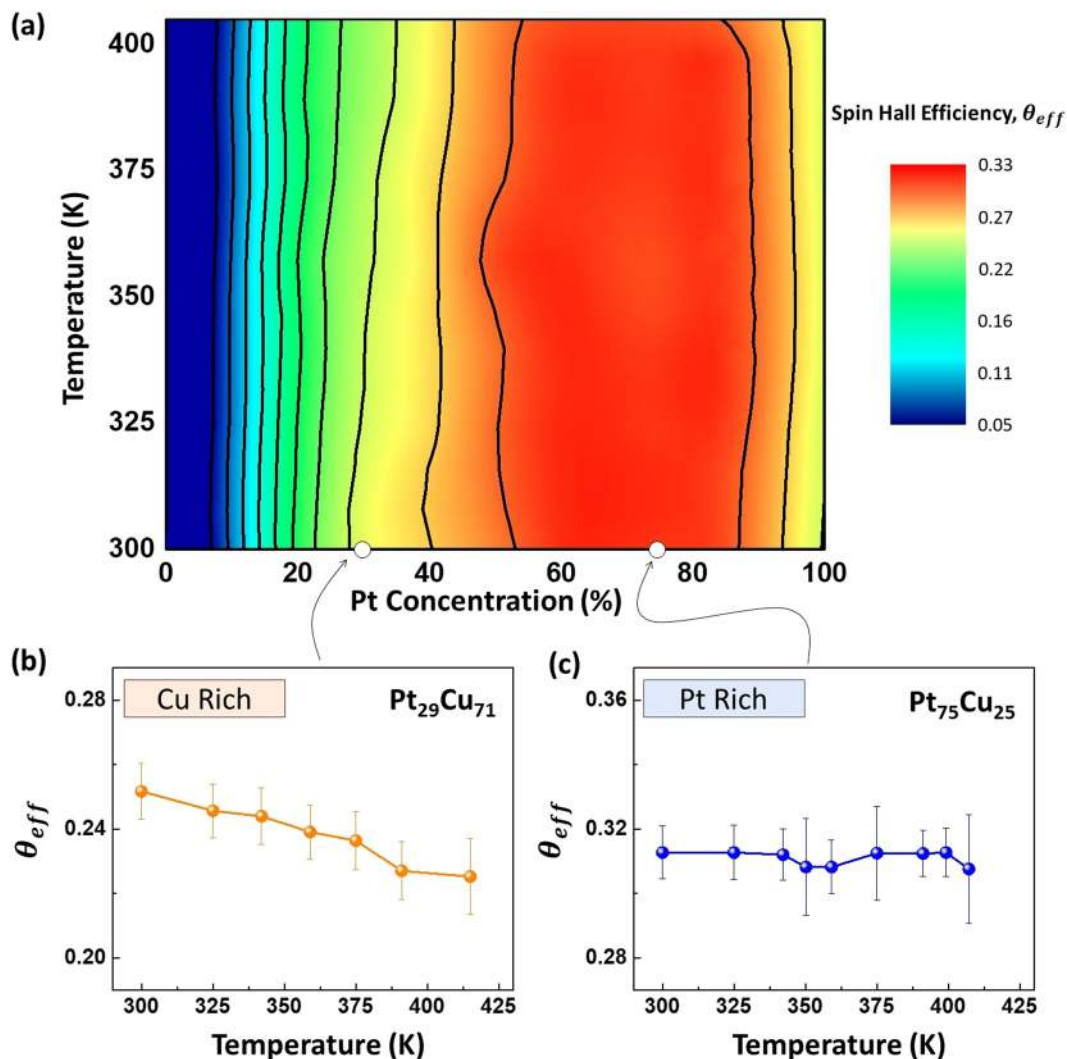 (a)
400
375
350
325
300
Temperature (K)
0 20 40 60 80 100
Pt Concentration (%)
Spin Hall Efficiency, θeff
0.33
0.27
0.22
0.16
0.11
0.05
(b)
Cu Rich
Pt29Cu71
0.28
0.24
0.20
θeff
300 325 350 375 400 425
Temperature (K)
(c)
Pt Rich
Pt75Cu25
0.36
0.32
0.28
θeff
300 325 350 375 400 425
Temperature (K)